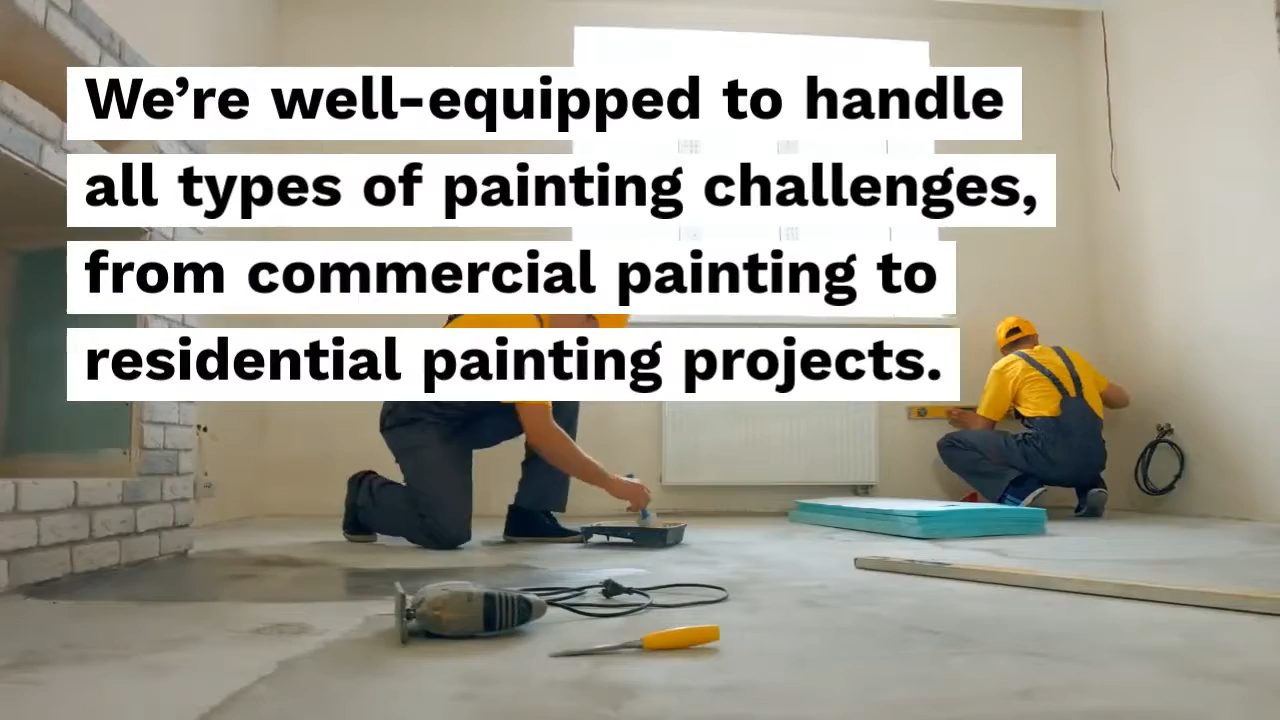 We’re well-equipped to handle
all types of painting challenges,
from commercial painting to
residential painting projects.